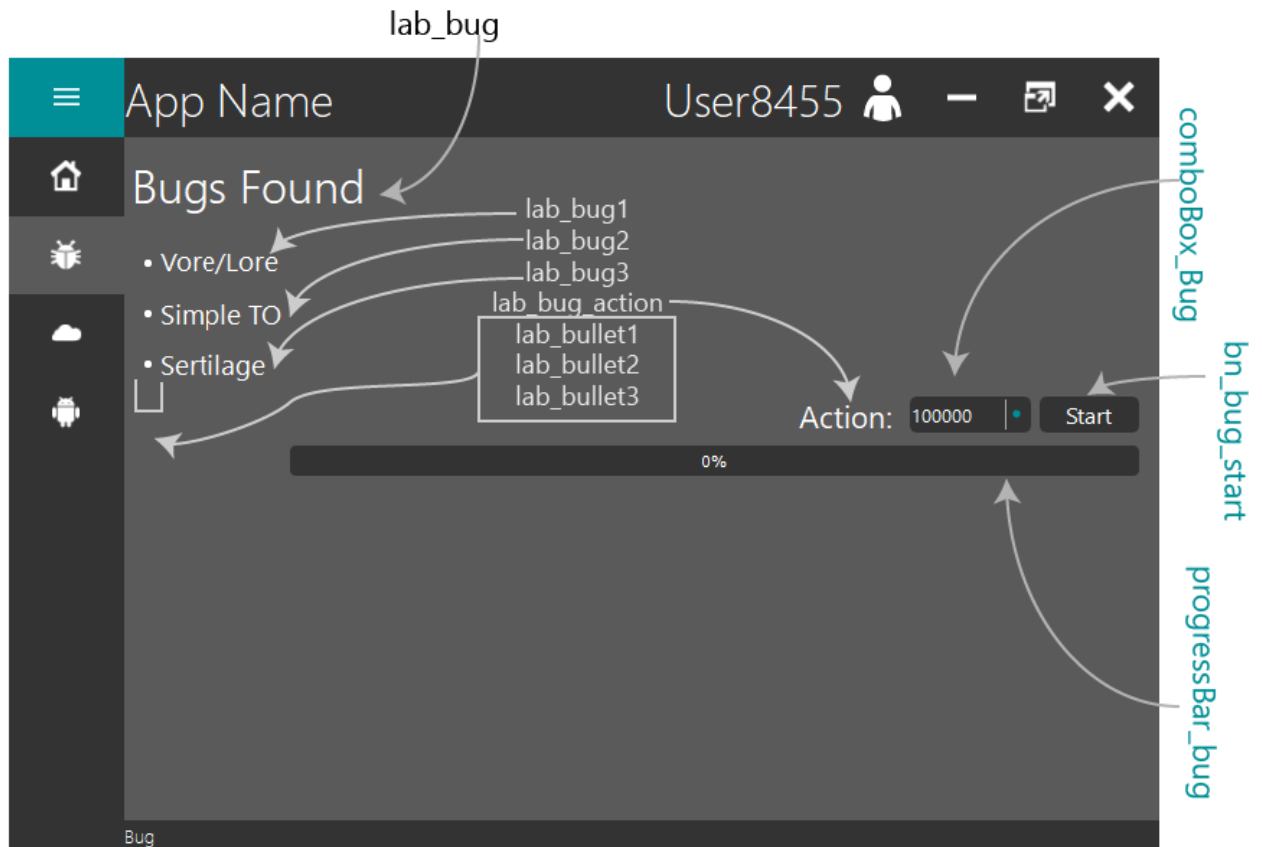 lab_bug
App Name
User8455
Bugs Found
lab_bug1
lab_bug2
lab_bug3
lab_bug_action
lab_bullet1
lab_bullet2
lab_bullet3
• Vore/Lore
• Simple TO
• Sertilage
Action:
100000
Start
0%
Bug
comboBox_Bug
bn_bug_start
progressBar_bug